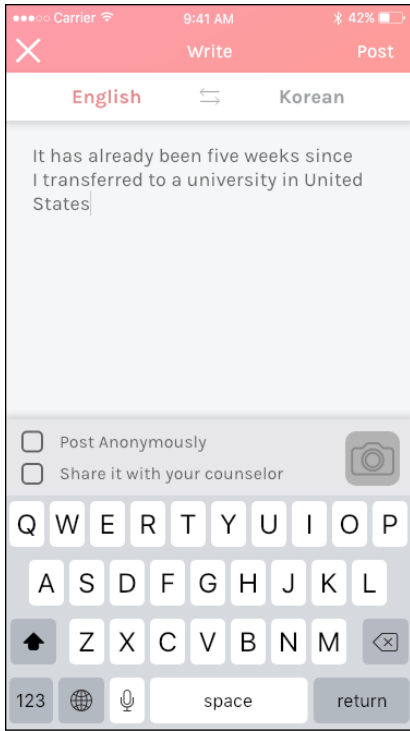 Carrier 9:41 AM 42%
Write Post
English Korean
It has already been five weeks since
I transferred to a university in United
States
Post Anonymously
Share it with your counselor
Q W E R T Y U I O P
A S D F G H J K L
Z X C V B N M
123 space return